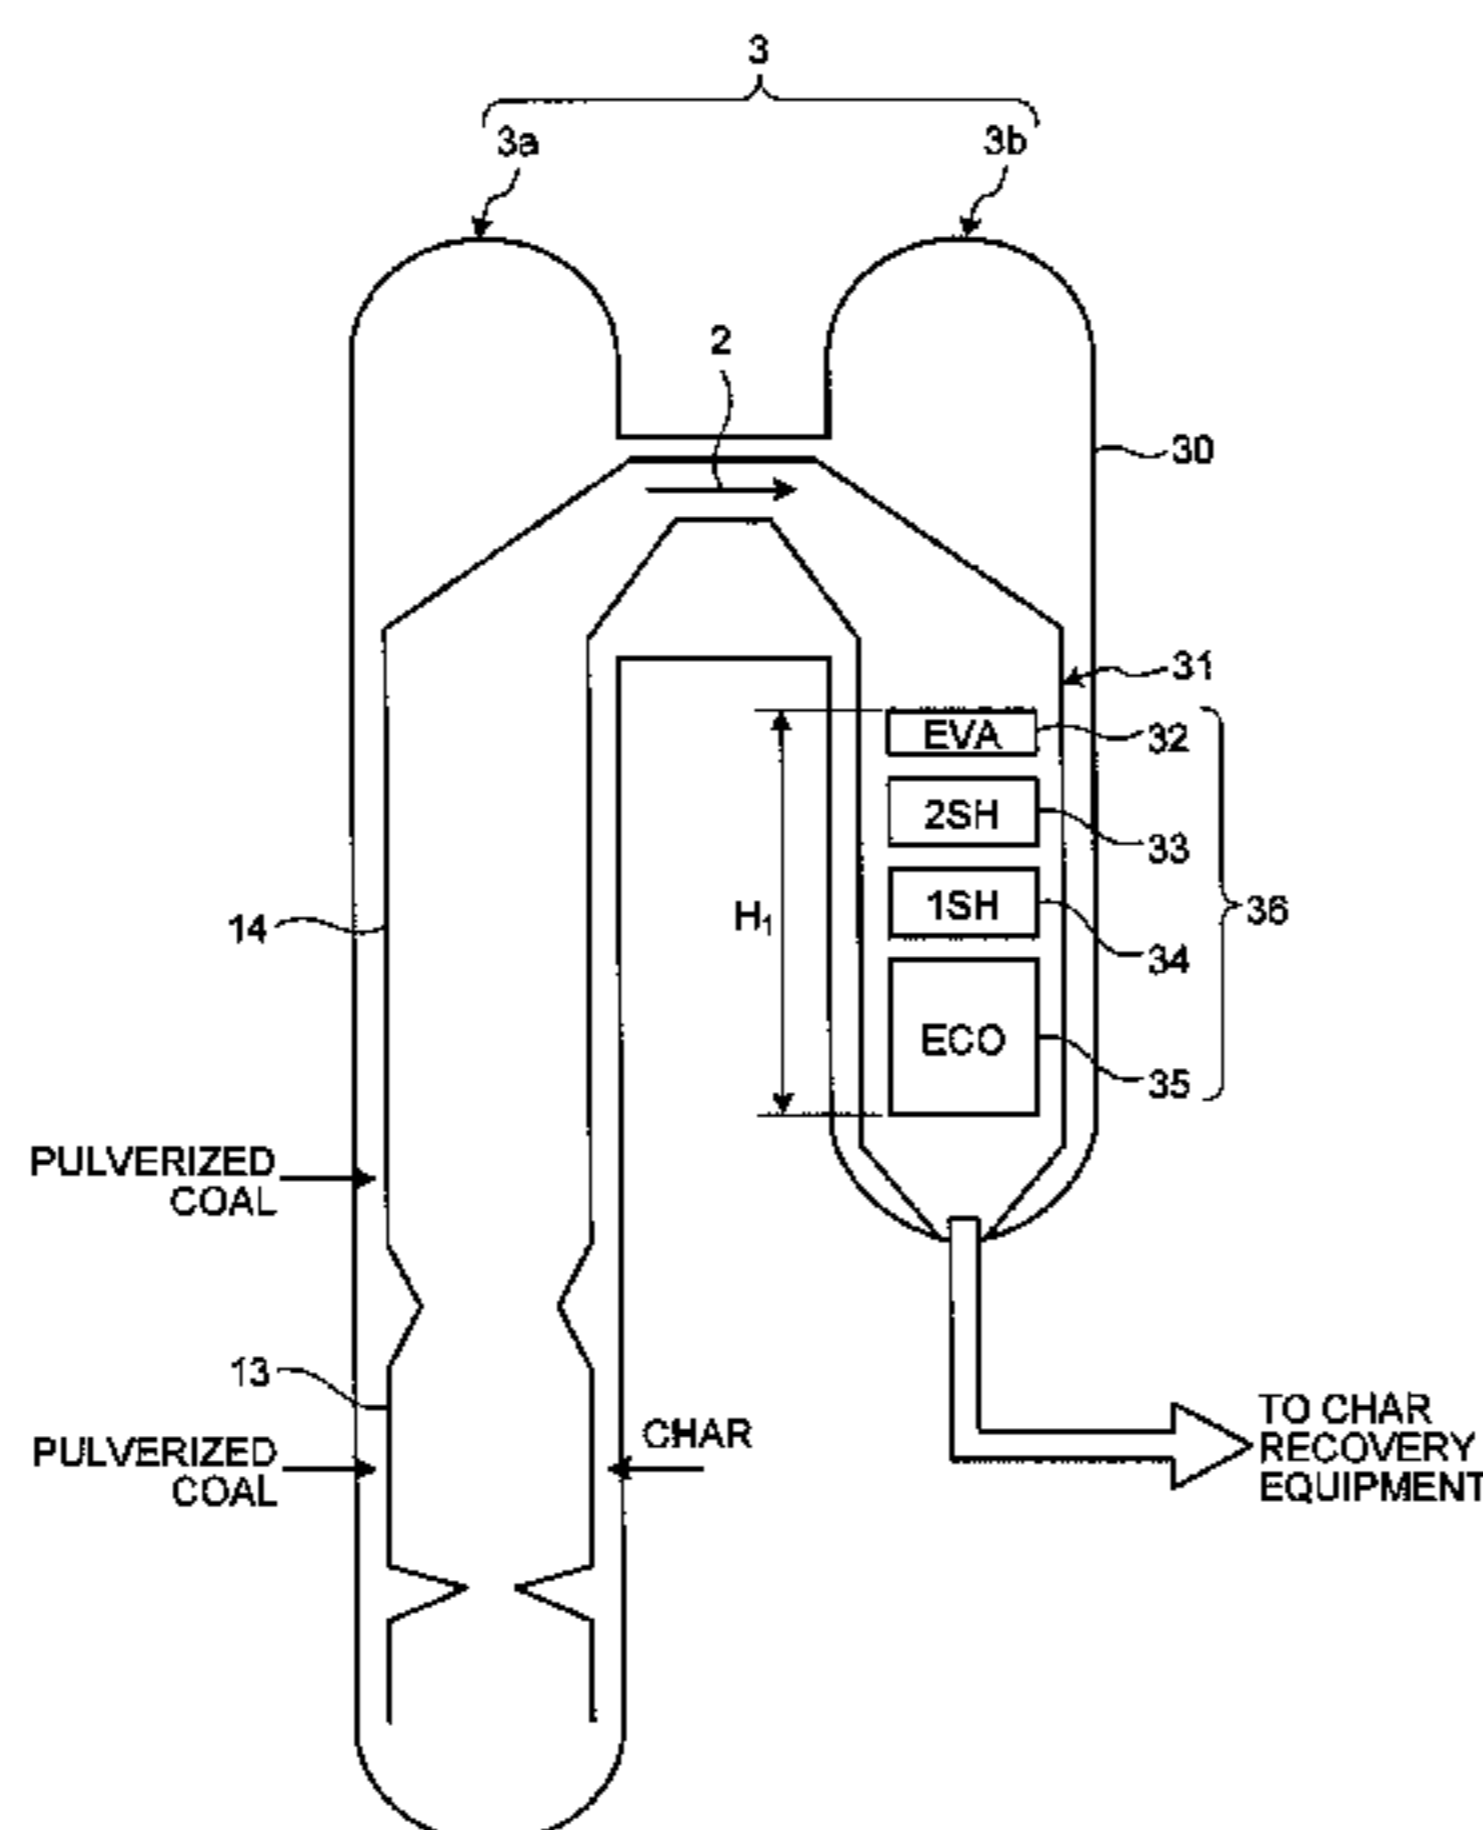 3
3a
3b
2
30
31
EVA
32
2SH
33
14
H1
1SH
36
34
ECO
35
PULVERIZED
COAL
13
CHAR
PULVERIZED
COAL
TO CHAR
RECOVERY
EQUIPMENT